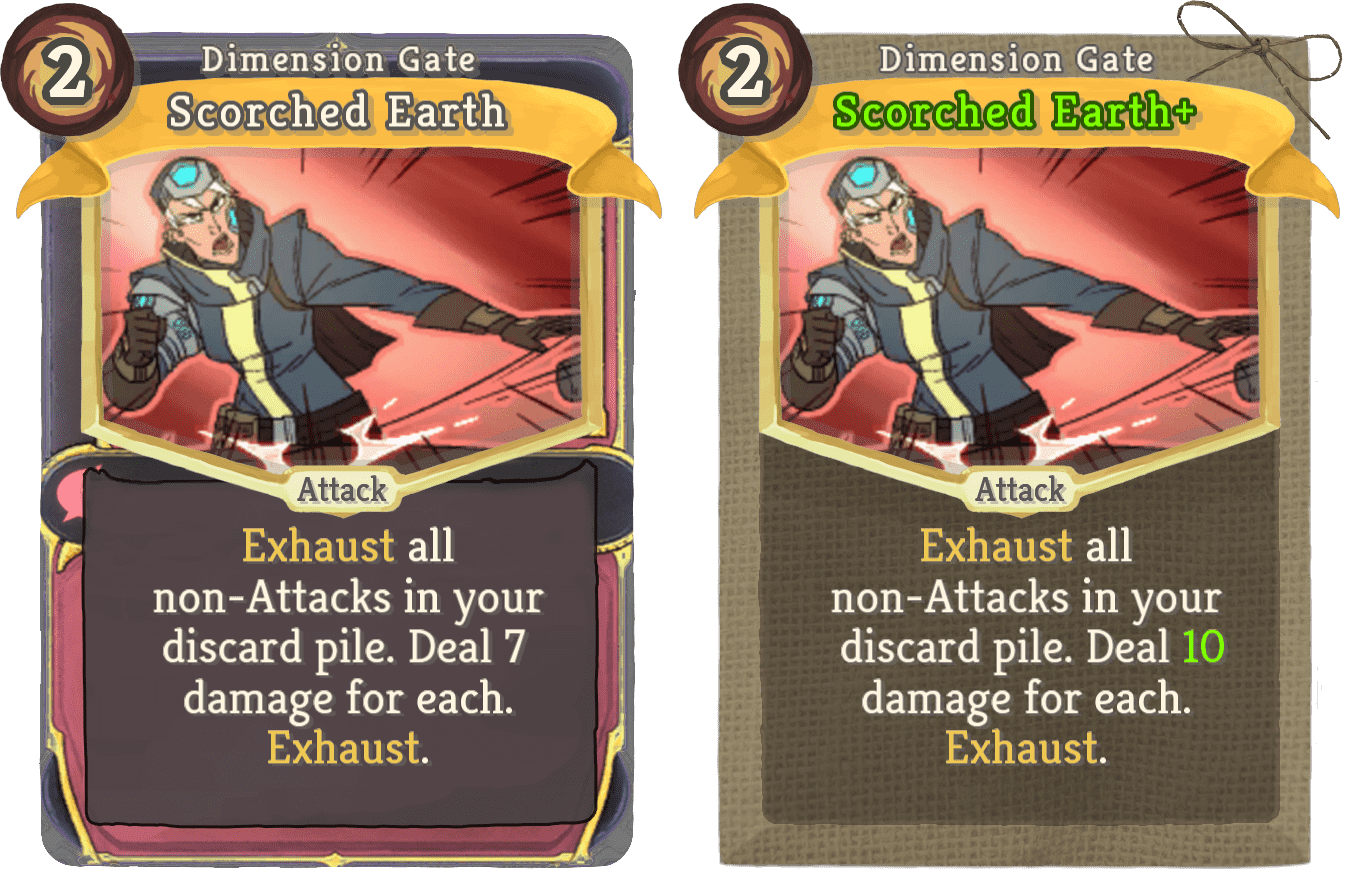 2
Dimension Gate
Scorched Earth
Attack
Exhaust all
non-Attacks in your
discard pile. Deal 7
damage for each.
Exhaust.
2
Dimension Gate
Scorched Earth+
Attack
Exhaust all
non-Attacks in your
discard pile. Deal 10
damage for each.
Exhaust.